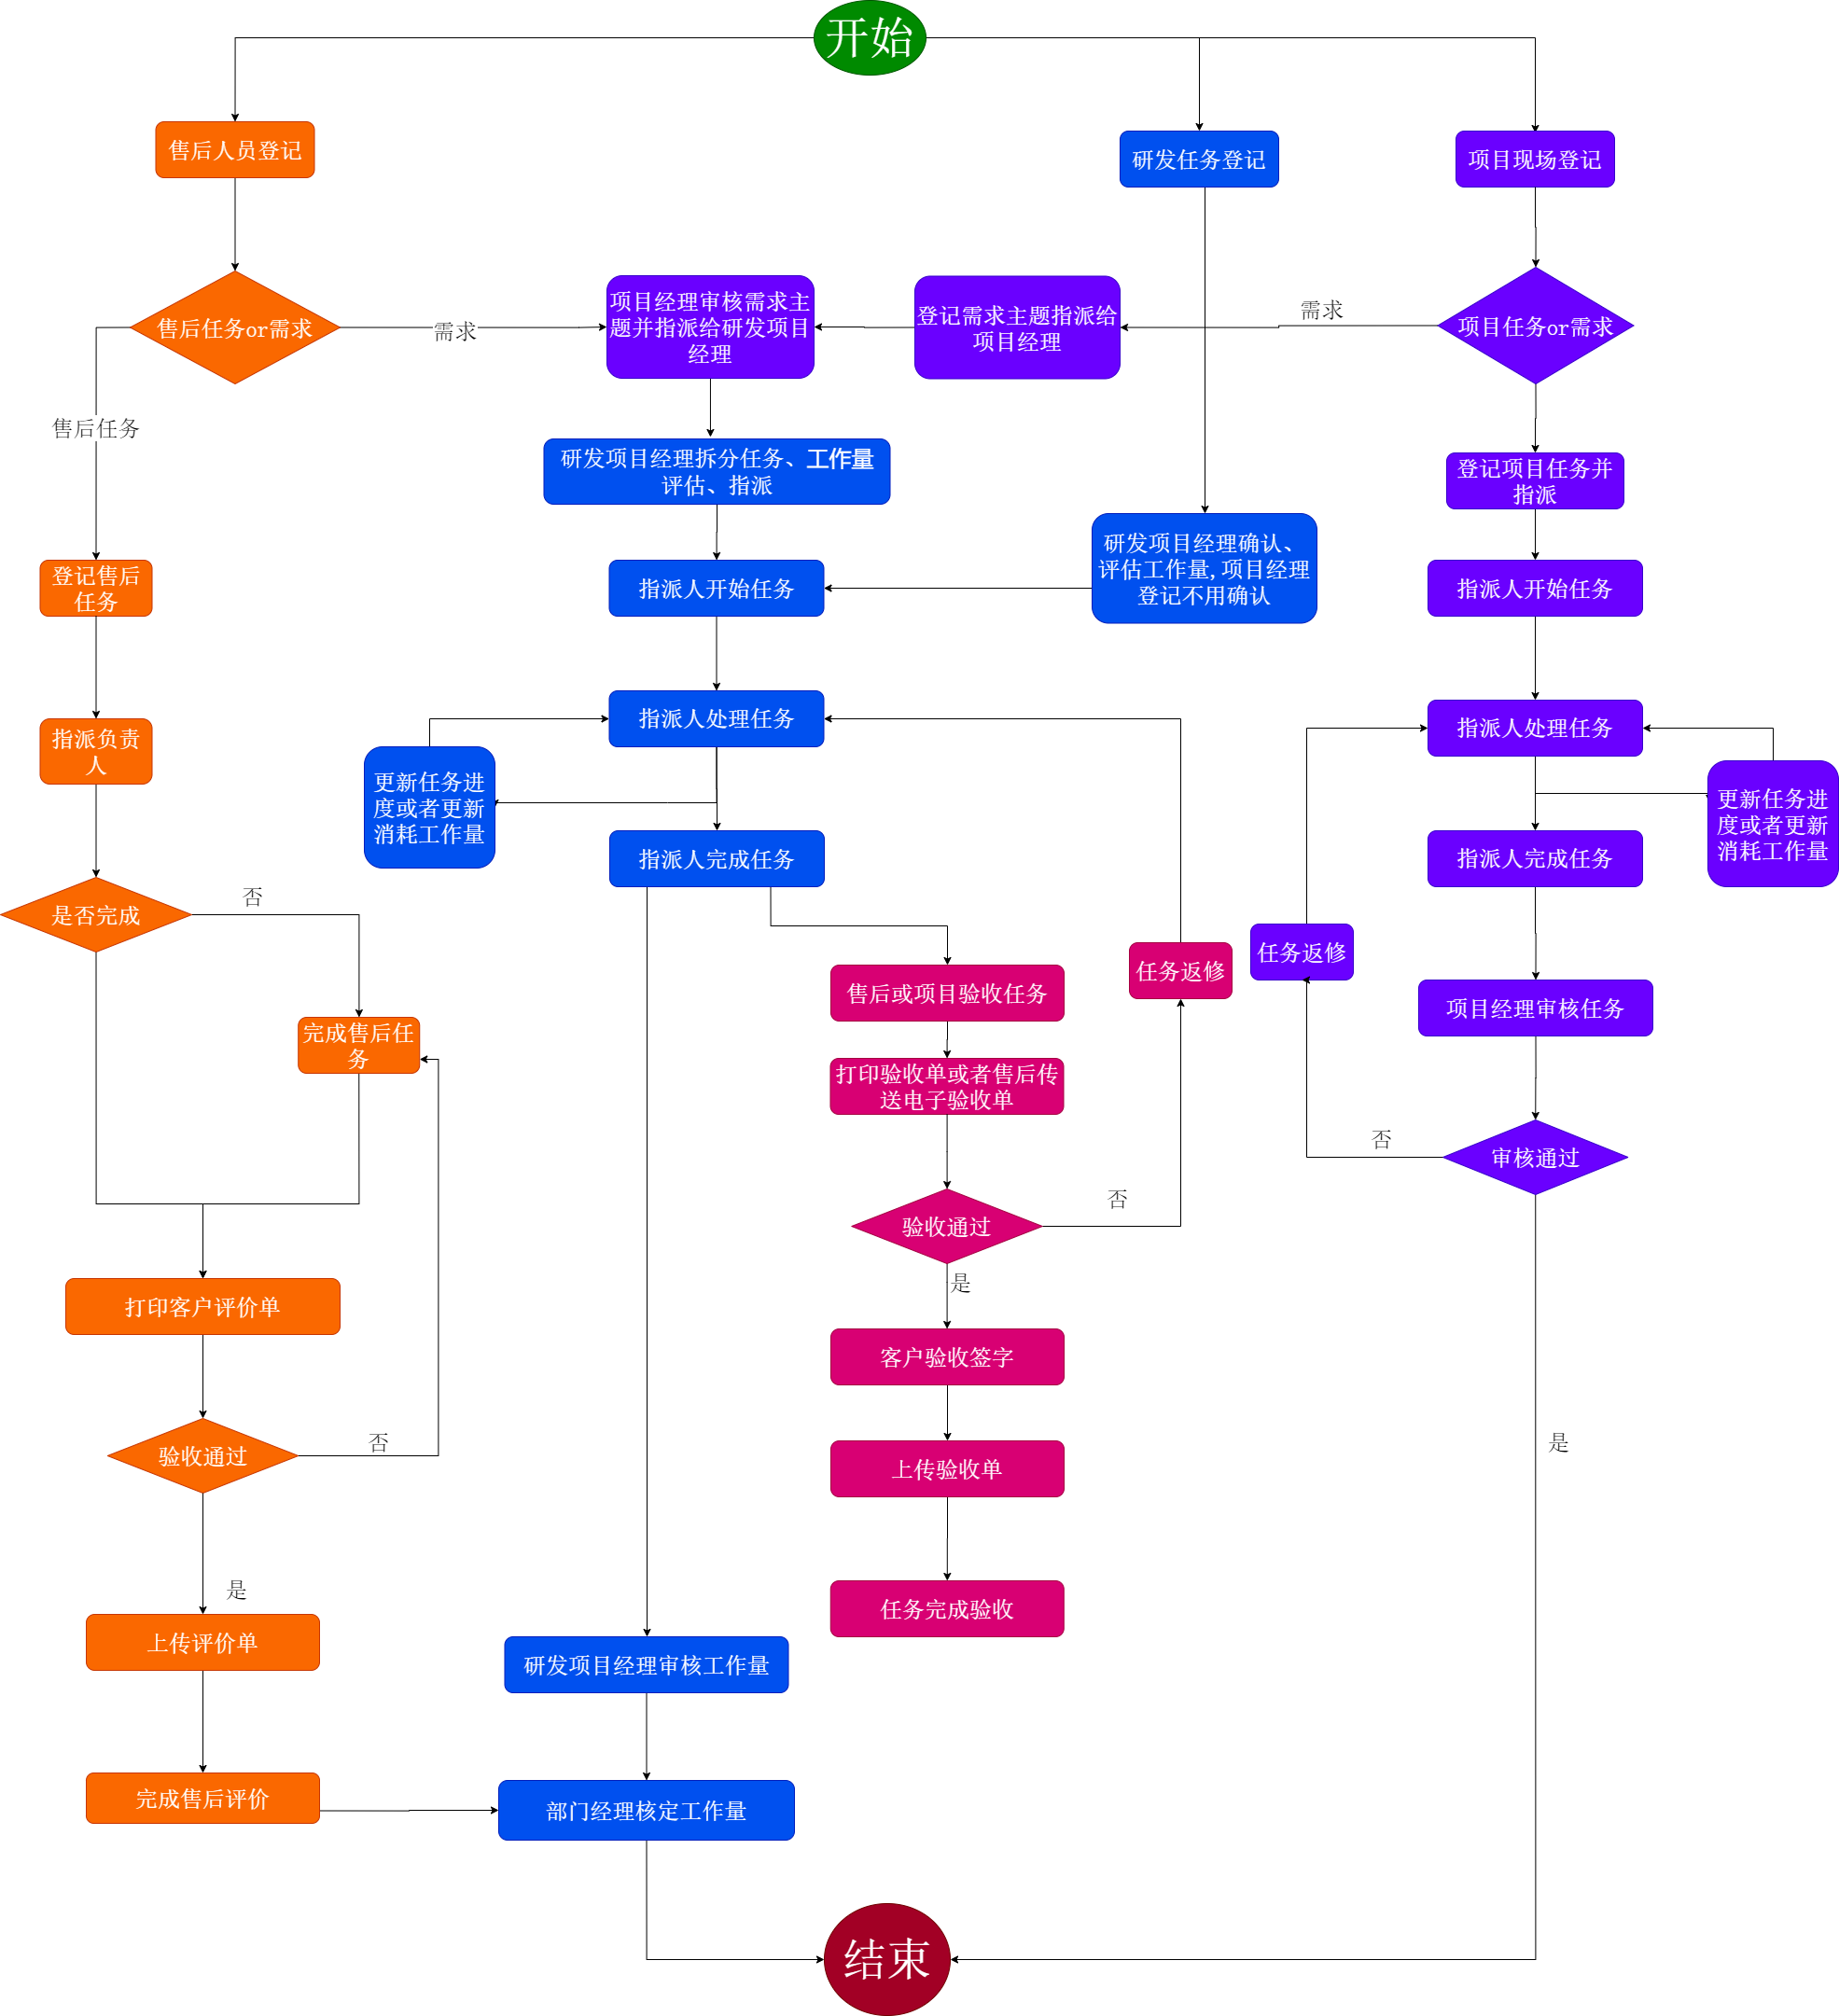 开始
售后人员登记
研发任务登记
项目现场登记
售后任务or需求
需求
项目经理审核需求主
题并指派给研发项目
经理
登记需求主题指派给
项目经理
需求
项目任务or需求
售后任务
研发项目经理拆分任务、工作量
评估、指派
登记项目任务并
指派
登记售后
任务
指派人开始任务
研发项目经理确认、
评估工作量,项目经理
登记不用确认
指派人开始任务
指派负责
人
指派人处理任务
指派人处理任务
更新任务进
度或者更新
消耗工作量
更新任务进
度或者更新
消耗工作量
指派人完成任务
指派人完成任务
是否完成
否
任务返修
任务返修
售后或项目验收任务
项目经理审核任务
完成售后任
务
打印验收单或者售后传
送电子验收单
否
审核通过
验收通过
否
是
打印客户评价单
客户验收签字
验收通过
否
上传验收单
是
是
任务完成验收
上传评价单
研发项目经理审核工作量
完成售后评价
部门经理核定工作量
结束